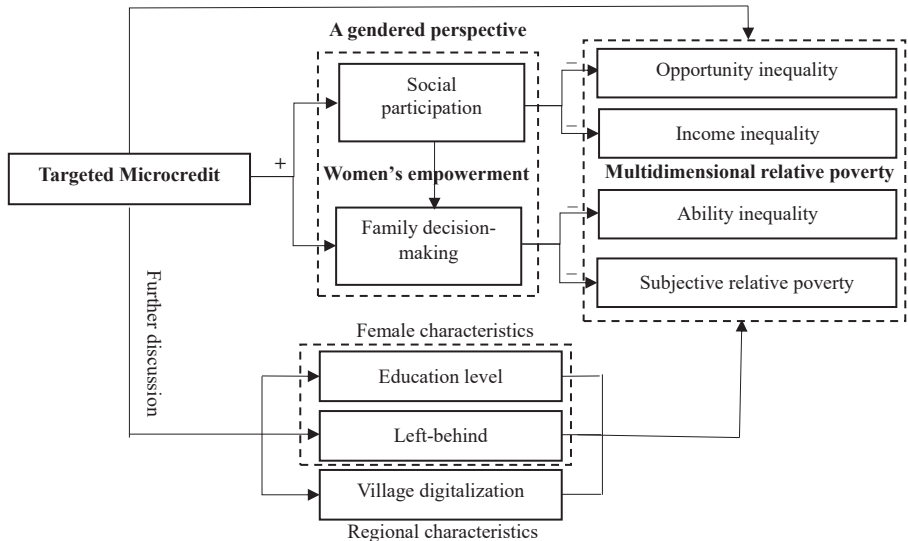 A gendered perspective
Social
participation
Opportunity inequality
Income inequality
+
–
–
Targeted Microcredit
Women's empowerment
Multidimensional relative poverty
Family decision-
making
Ability inequality
Subjective relative poverty
–
–
Further discussion
Female characteristics
Education level
Left-behind
Village digitalization
Regional characteristics